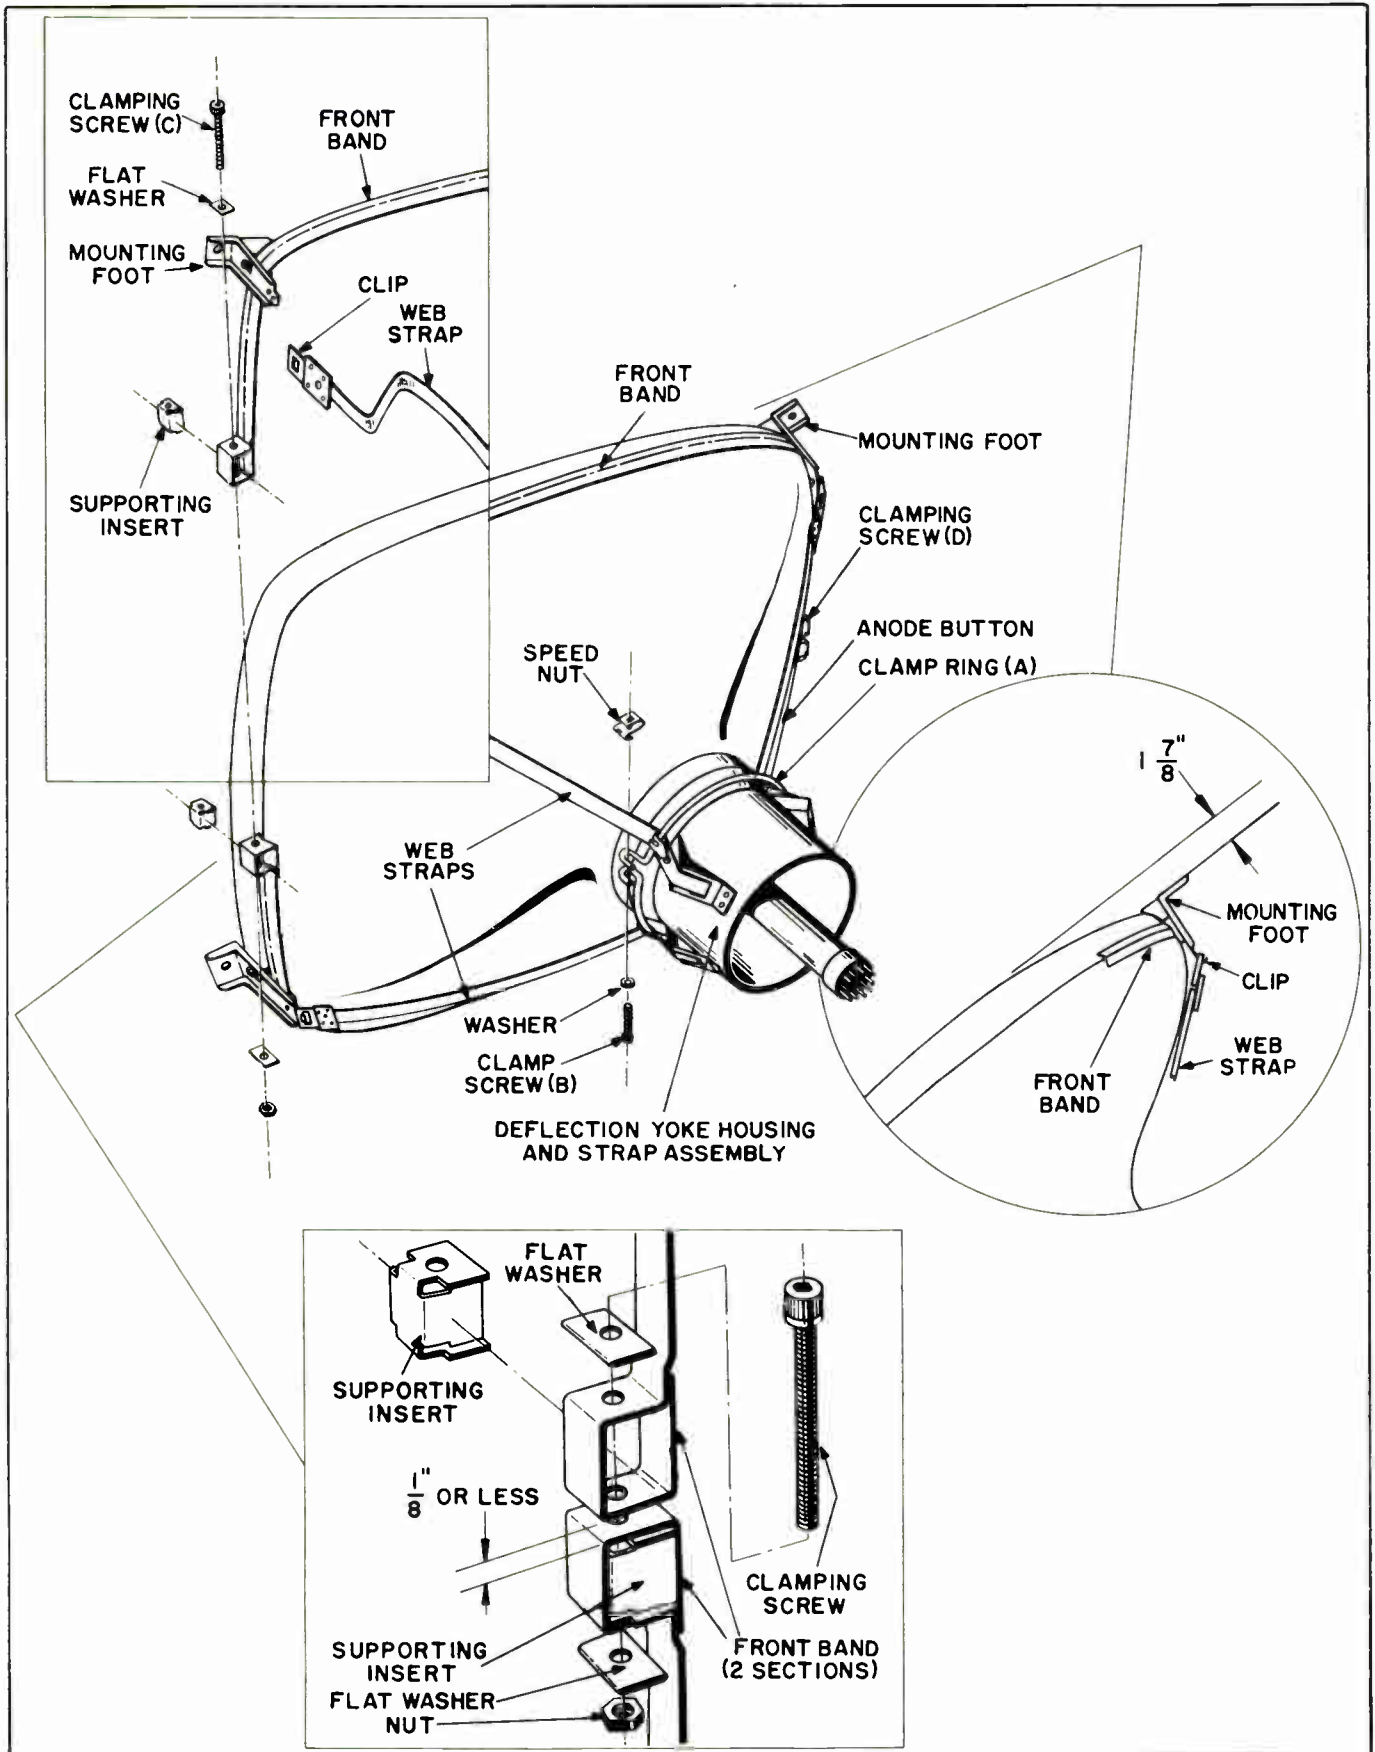 CLAMPING
SCREW (C)
FRONT
BAND
FLAT
WASHER
MOUNTING
FOOT
CLIP
WEB
STRAP
SUPPORTING
INSERT
FRONT
BAND
MOUNTING FOOT
CLAMPING
SCREW (D)
ANODE BUTTON
CLAMP RING (A)
SPEED
NUT
1 7/8"
WEB
STRAPS
MOUNTING
FOOT
CLIP
WEB
STRAP
FRONT
BAND
WASHER
CLAMP
SCREW (B)
DEFLECTION YOKE HOUSING
AND STRAP ASSEMBLY
FLAT
WASHER
SUPPORTING
INSERT
1/8" OR LESS
CLAMPING
SCREW
SUPPORTING
INSERT
FRONT BAND
(2 SECTIONS)
FLAT WASHER
NUT